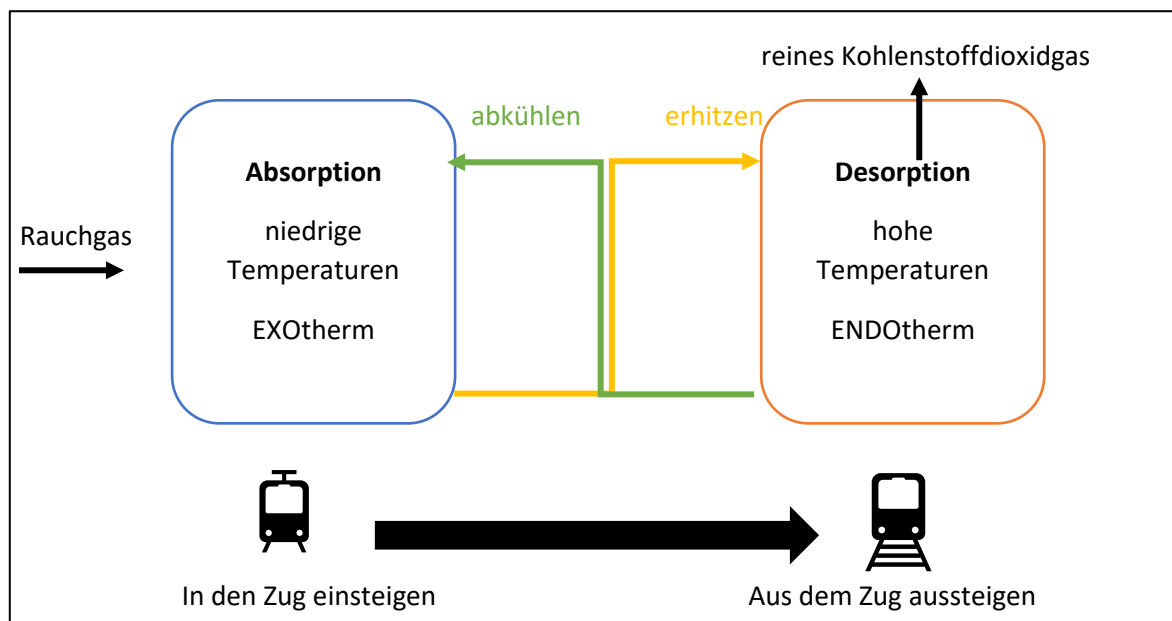 reines Kohlenstoffdioxidgas
abkühlen
erhitzen
Absorption
niedrige
Temperaturen
EXOtherm
Desorption
hohe
Temperaturen
ENDOtherm
Rauchgas
In den Zug einsteigen
Aus dem Zug aussteigen